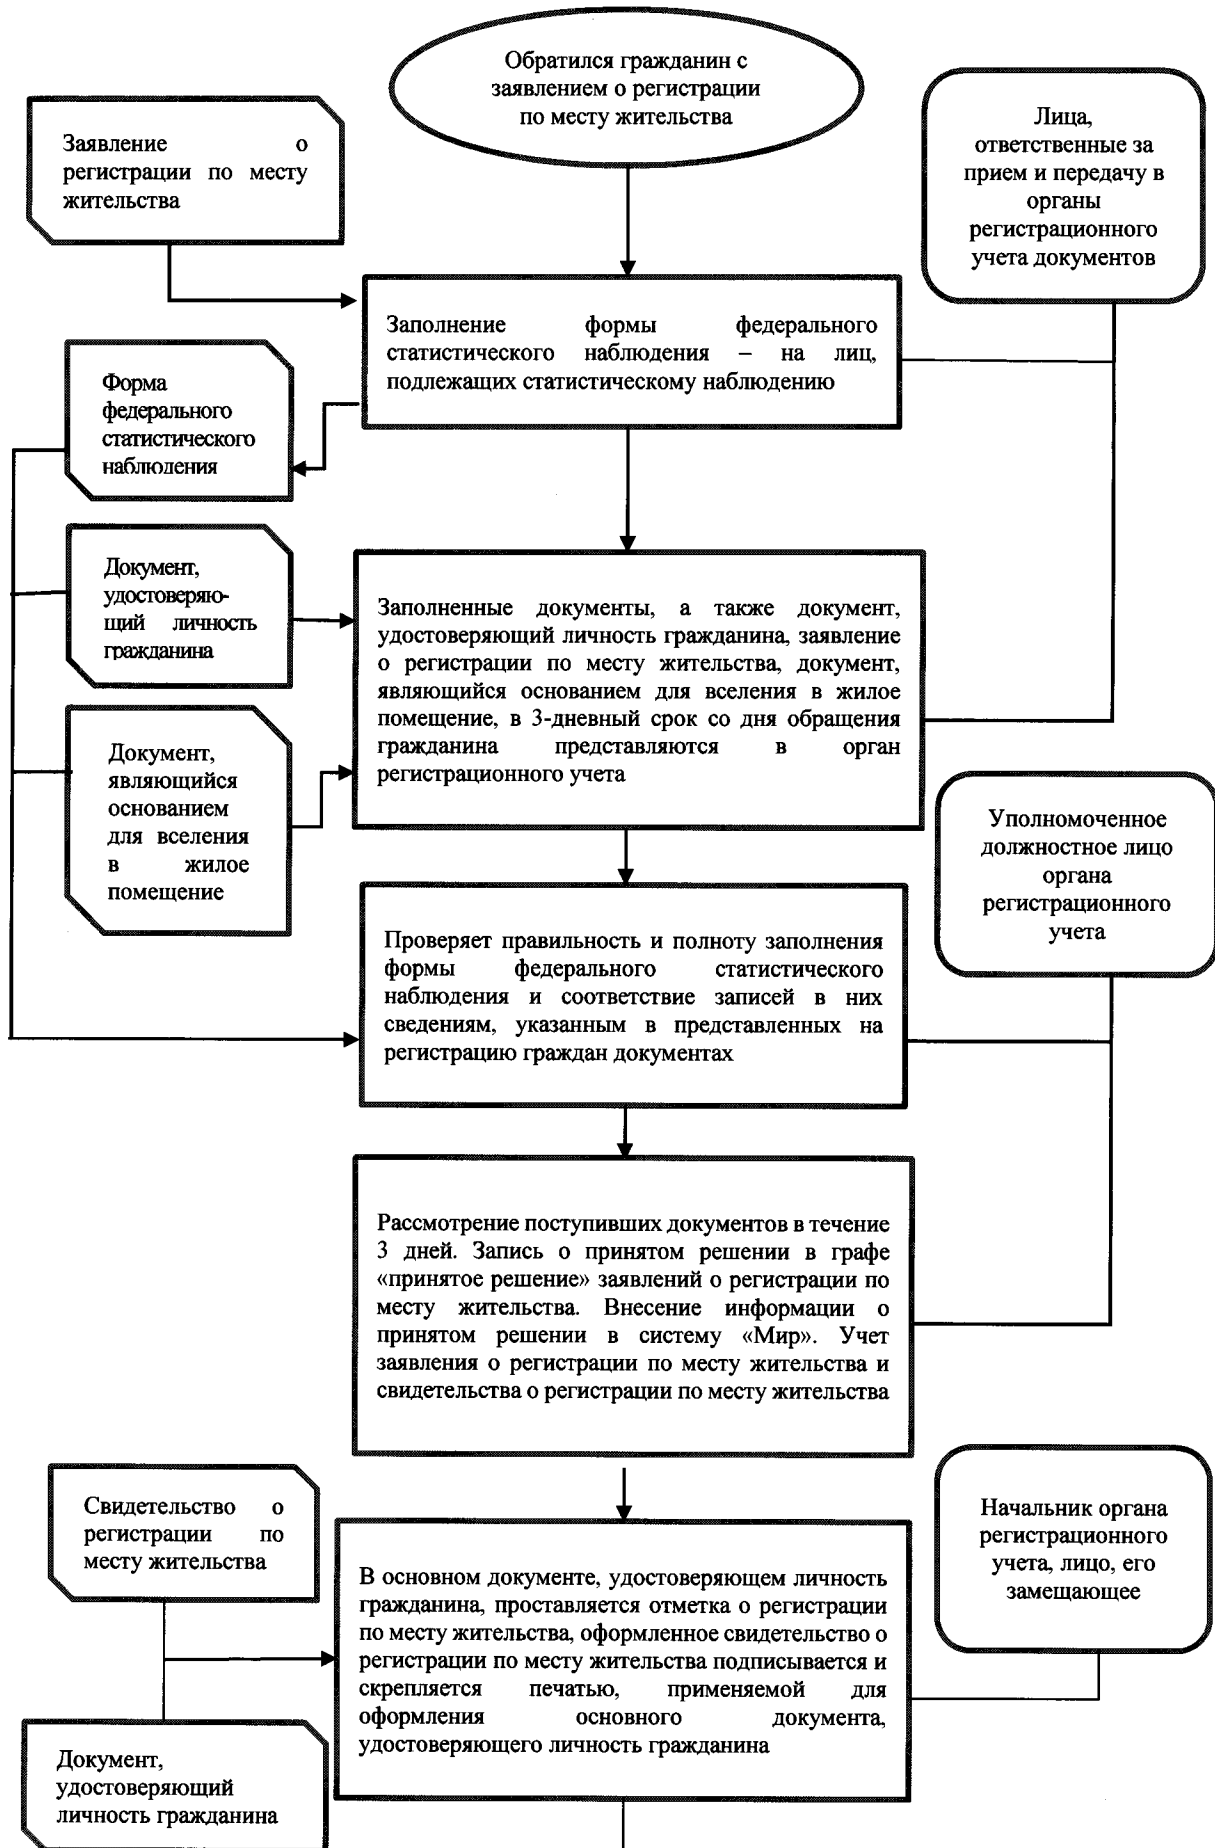 Обратился гражданин с
заявлением о регистрации
по месту жительства
Заявление о
регистрации по месту
жительства
Лица,
ответственные за
прием и передачу в
органы
регистрационного
учета документов
Заполнение формы федерального
статистического наблюдения – на лиц,
подлежащих статистическому наблюдению
Форма
федерального
статистического
наблюдения
Документ,
удостоверяю-
щий личность
гражданина
Заполненные документы, а также документ,
удостоверяющий личность гражданина, заявление
о регистрации по месту жительства, документ,
являющийся основанием для вселения в жилое
помещение, в 3-дневный срок со дня обращения
гражданина представляются в орган
регистрационного учета
Документ,
являющийся
основанием
для вселения
в жилое
помещение
Уполномоченное
должностное лицо
органа
регистрационного
учета
Проверяет правильность и полноту заполнения
формы федерального статистического
наблюдения и соответствие записей в них
сведениям, указанным в представленных на
регистрацию граждан документах
Рассмотрение поступивших документов в течение
3 дней. Запись о принятом решении в графе
«принятое решение» заявлений о регистрации по
месту жительства. Внесение информации о
принятом решении в систему «Мир». Учет
заявления о регистрации по месту жительства и
свидетельства о регистрации по месту жительства
Свидетельство о
регистрации по
месту жительства
Начальник органа
регистрационного
учета, лицо, его
замещающее
В основном документе, удостоверяющем личность
гражданина, проставляется отметка о регистрации
по месту жительства, оформленное свидетельство о
регистрации по месту жительства подписывается и
скрепляется печатью, применяемой для
оформления основного документа,
удостоверяющего личность гражданина
Документ,
удостоверяющий
личность гражданина